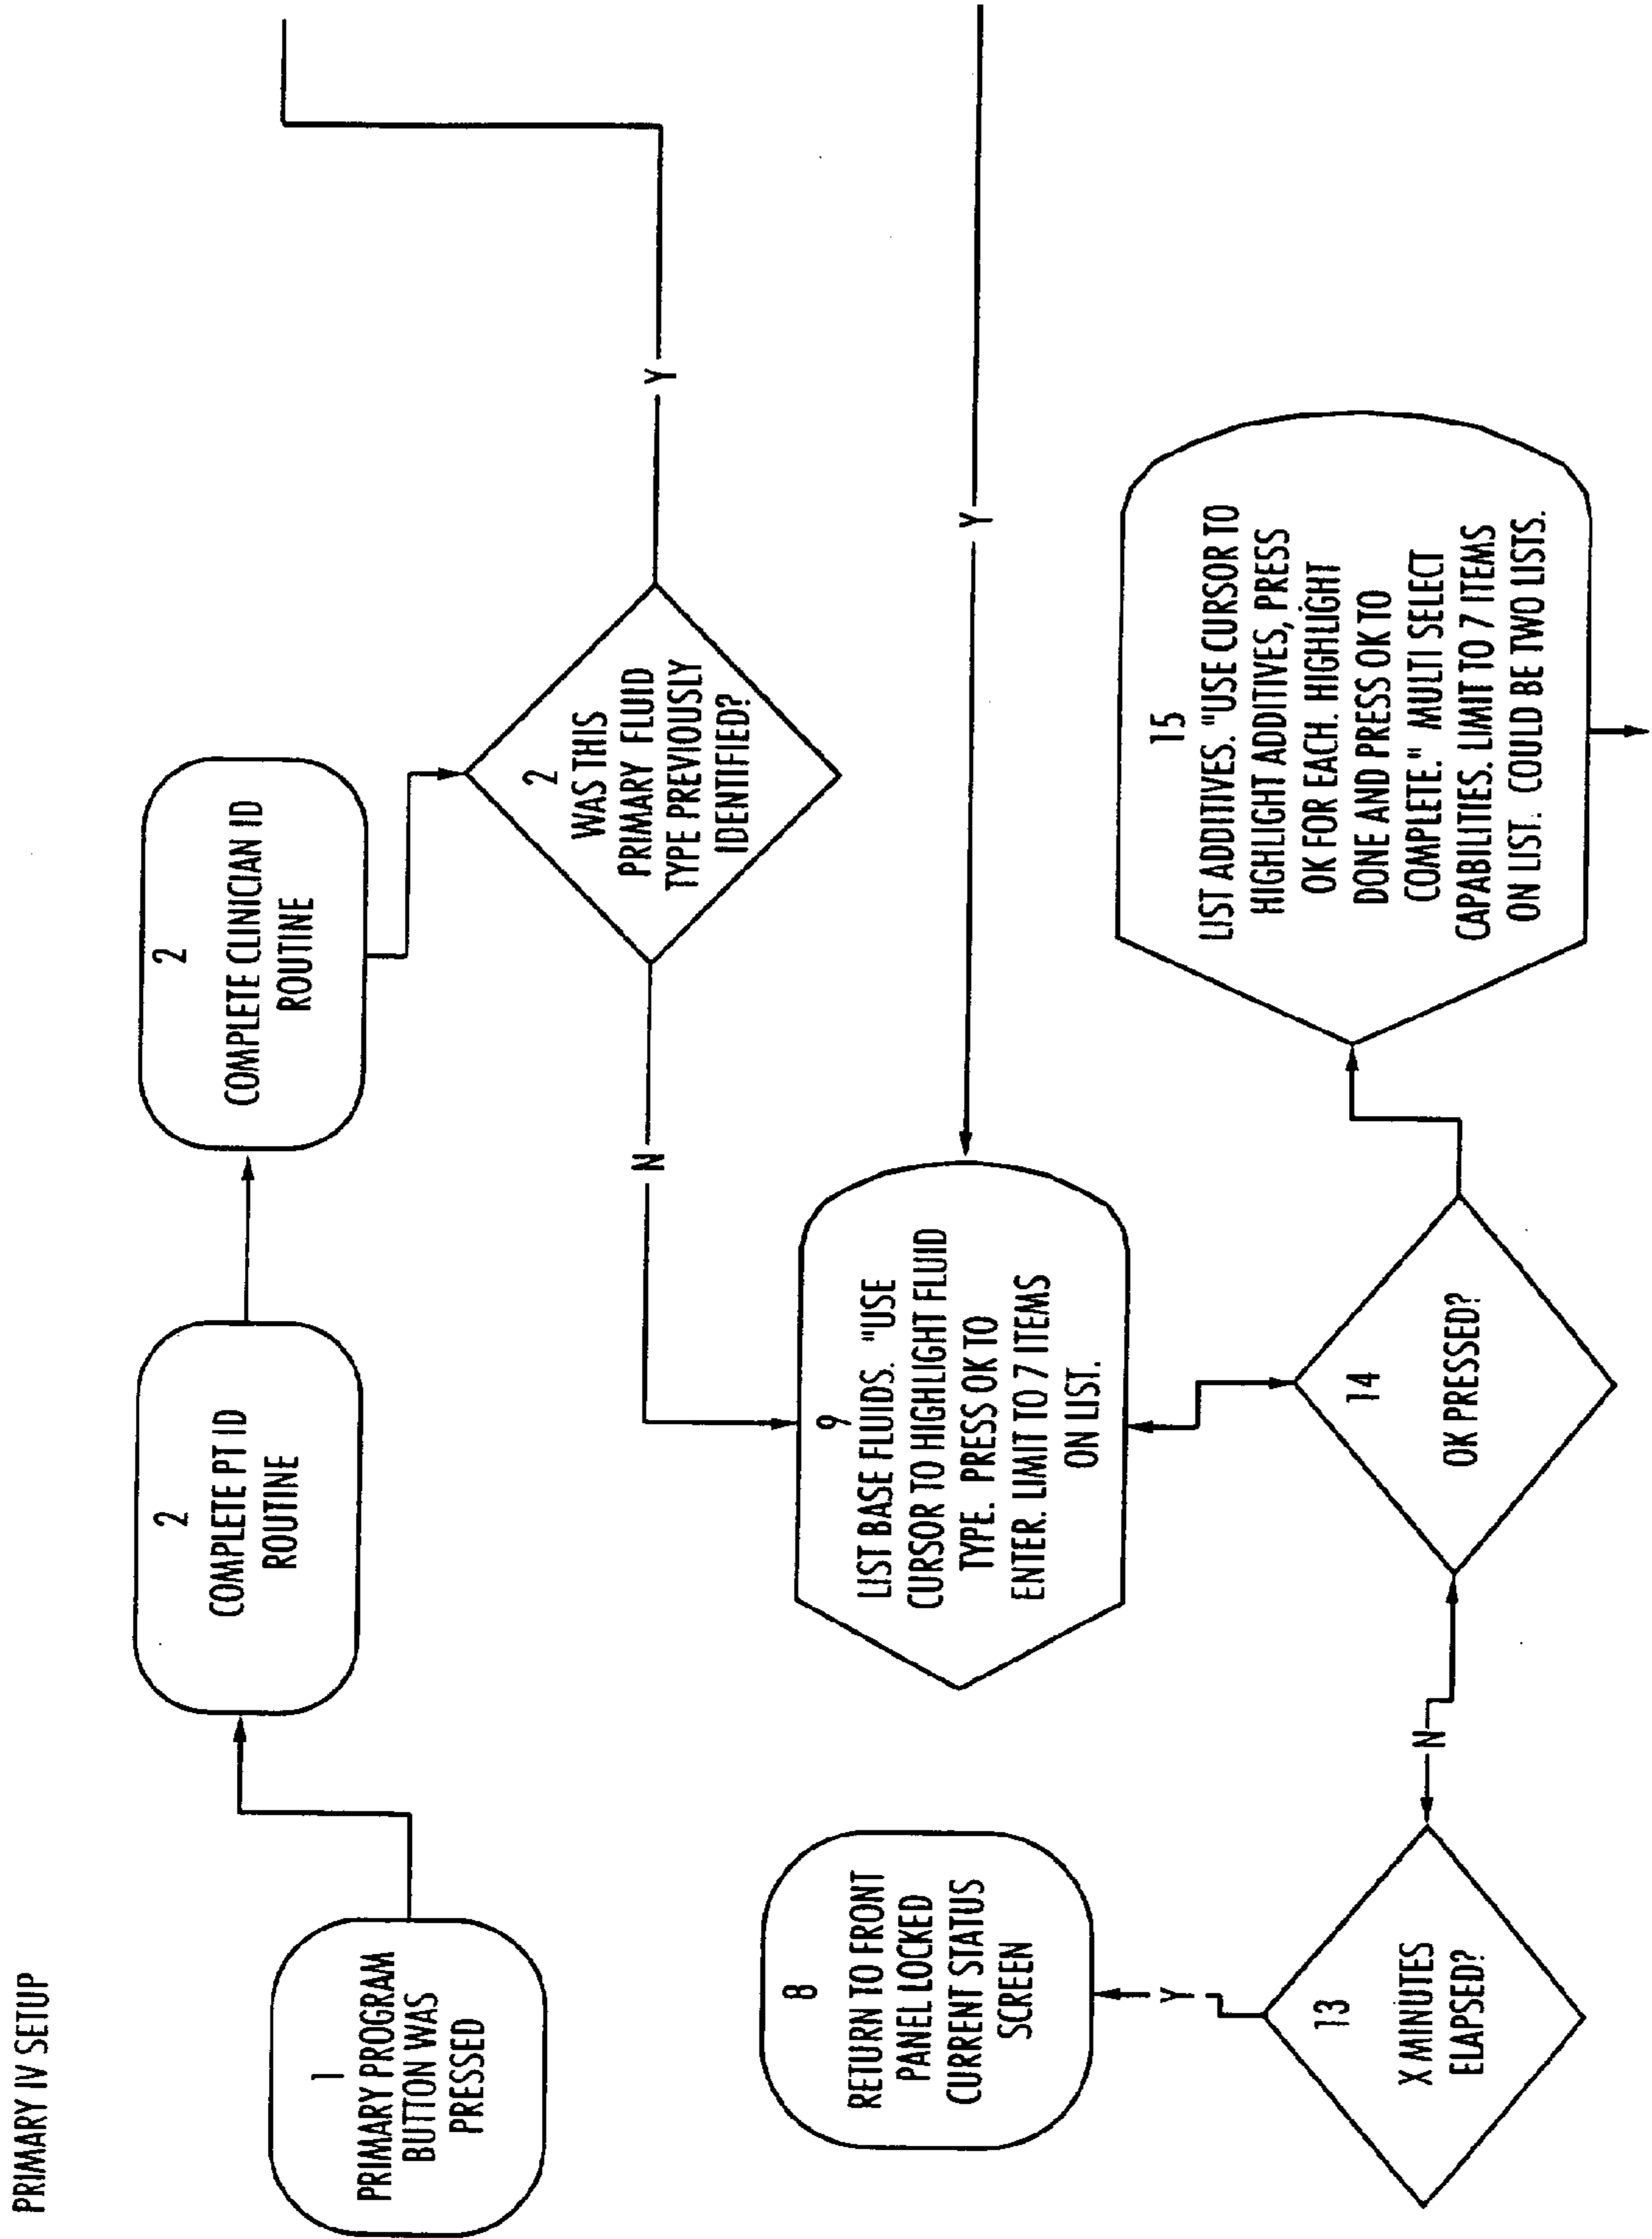 PRIMARY IV SETUP
1
PRIMARY PROGRAM
BUTTON WAS
PRESSED
2
COMPLETE PT ID
ROUTINE
2
COMPLETE CLINICIAN ID
ROUTINE
2
WAS THIS
PRIMARY FLUID
TYPE PREVIOUSLY
IDENTIFIED?
N
Y
8
RETURN TO FRONT
PANEL LOCKED
CURRENT STATUS
SCREEN
9
LIST BASE FLUIDS. "USE
CURSOR TO HIGHLIGHT FLUID
TYPE. PRESS OK TO
ENTER. LIMIT TO 7 ITEMS
ON LIST.
Y
Y
13
X MINUTES
ELAPSED?
N
14
OK PRESSED?
15
LIST ADDITIVES. "USE CURSOR TO
HIGHLIGHT ADDITIVES, PRESS
OK FOR EACH. HIGHLIGHT
DONE AND PRESS OK TO
COMPLETE." MULTI SELECT
CAPABILITIES. LIMIT TO 7 ITEMS
ON LIST. COULD BE TWO LISTS.